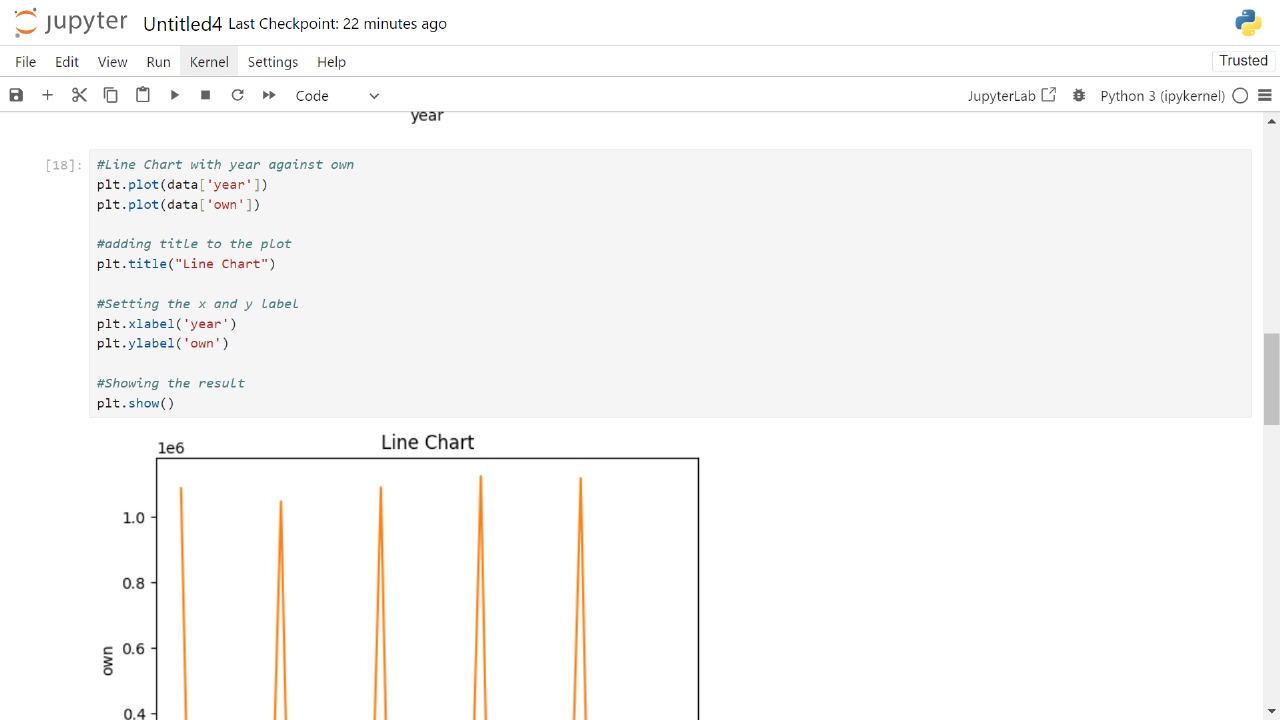 jupyter Untitled4 Last Checkpoint: 22 minutes ago
File Edit View Run Kernel Settings Help Trusted
Code JupyterLab Python 3 (ipykernel)
year
[18]: #Line Chart with year against own
plt.plot(data['year'])
plt.plot(data['own'])
#adding title to the plot
plt.title("Line Chart")
#Setting the x and y label
plt.xlabel('year')
plt.ylabel('own')
#Showing the result
plt.show()
Line Chart
1e6
1.0
0.8
0.6
own
0.4